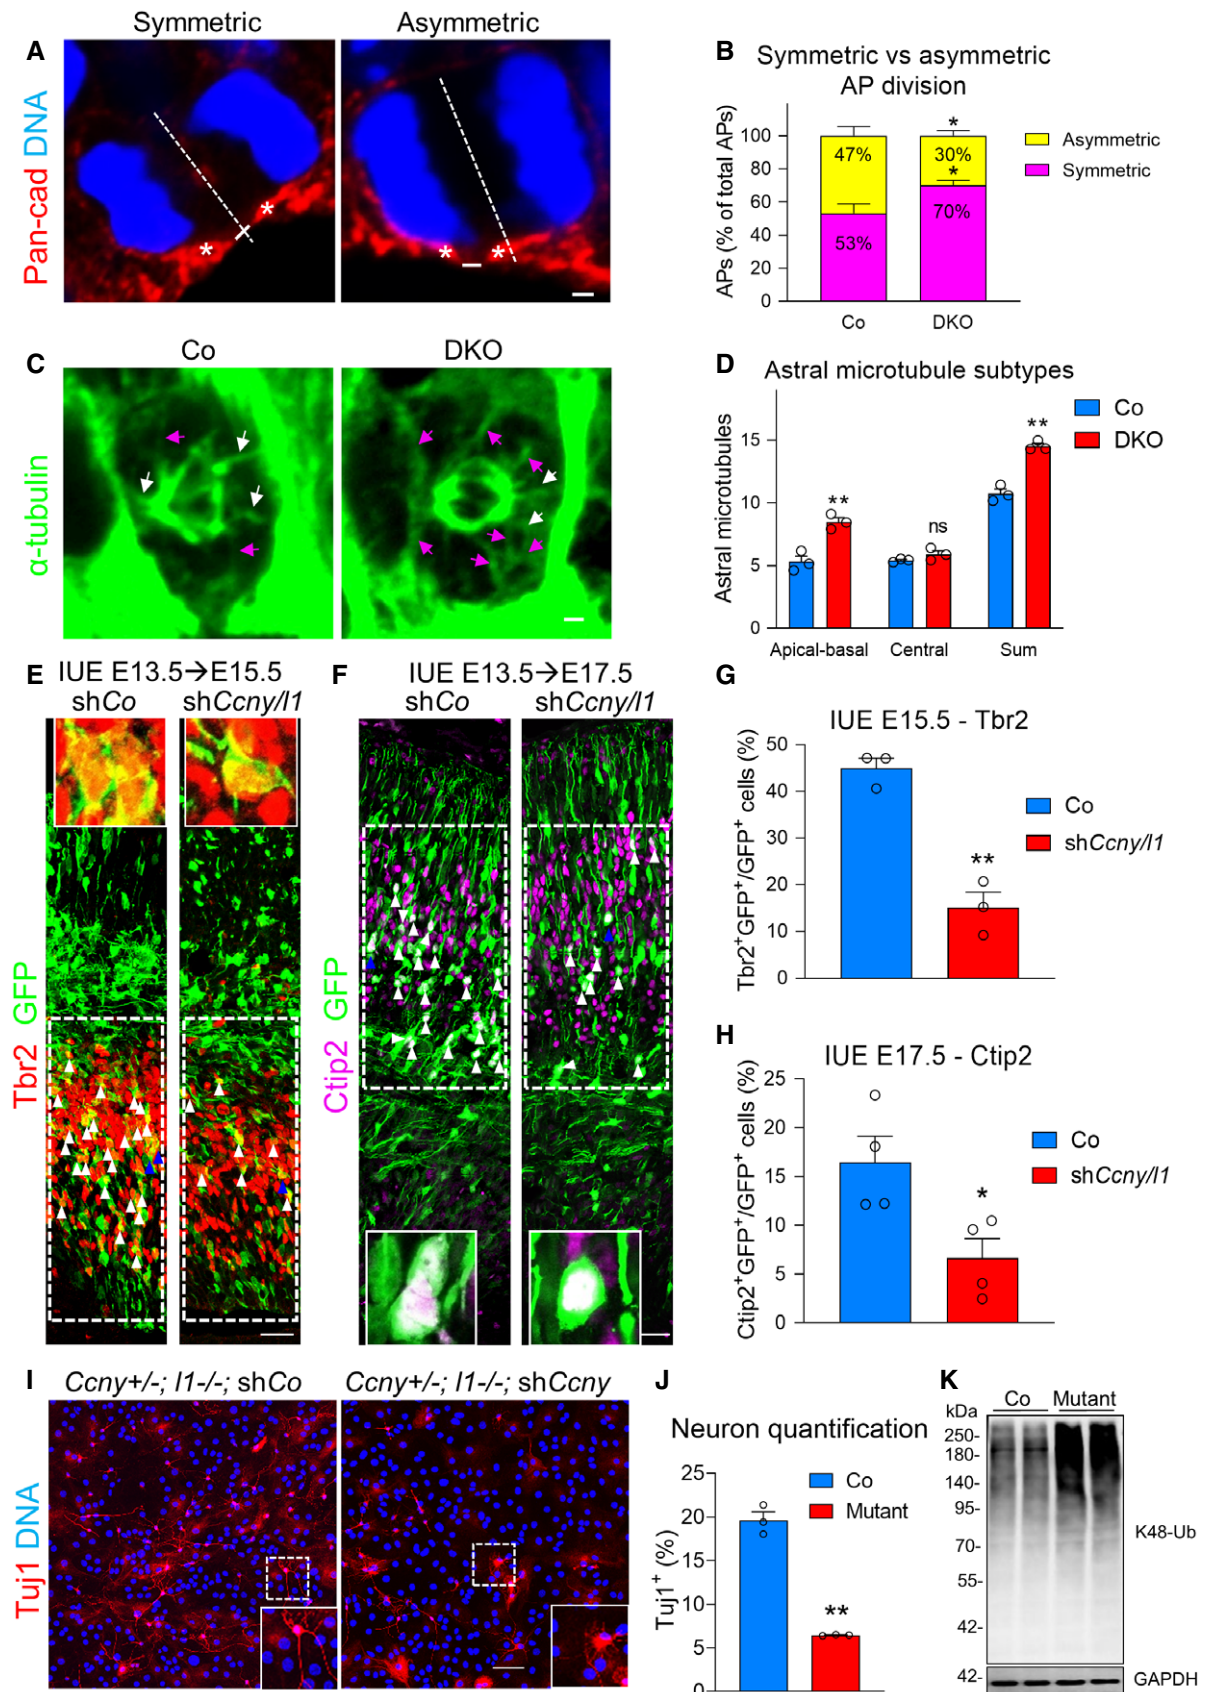 A
Symmetric
Asymmetric
Pan-cad DNA
*
*
*
*
B
Symmetric vs asymmetric
AP division
APs (% of total APs)
100
80
60
40
20
0
47%
53%
*
30%
*
70%
Co
DKO
Asymmetric
Symmetric
C
Co
DKO
α-tubulin
D
Astral microtubule subtypes
Astral microtubules
15
10
5
0
**
ns
**
Apical-basal
Central
Sum
Co
DKO
E
IUE E13.5→E15.5
shCo
shCcny/l1
Tbr2 GFP
F
IUE E13.5→E17.5
shCo
shCcny/l1
Ctip2 GFP
G
IUE E15.5 - Tbr2
Tbr2+GFP+/GFP+ cells (%)
50
40
30
20
10
0
**
Co
shCcny/l1
H
IUE E17.5 - Ctip2
Ctip2+GFP+/GFP+ cells (%)
25
20
15
10
5
0
*
Co
shCcny/l1
I
Ccny+/-; l1-/-; shCo
Ccny+/-; l1-/-; shCcny
Tuj1 DNA
J
Neuron quantification
Tuj1+ (%)
25
20
15
10
5
0
**
Co
Mutant
K
Co
Mutant
kDa
250-
180-
140-
95-
70-
55-
42-
42-
K48-Ub
GAPDH